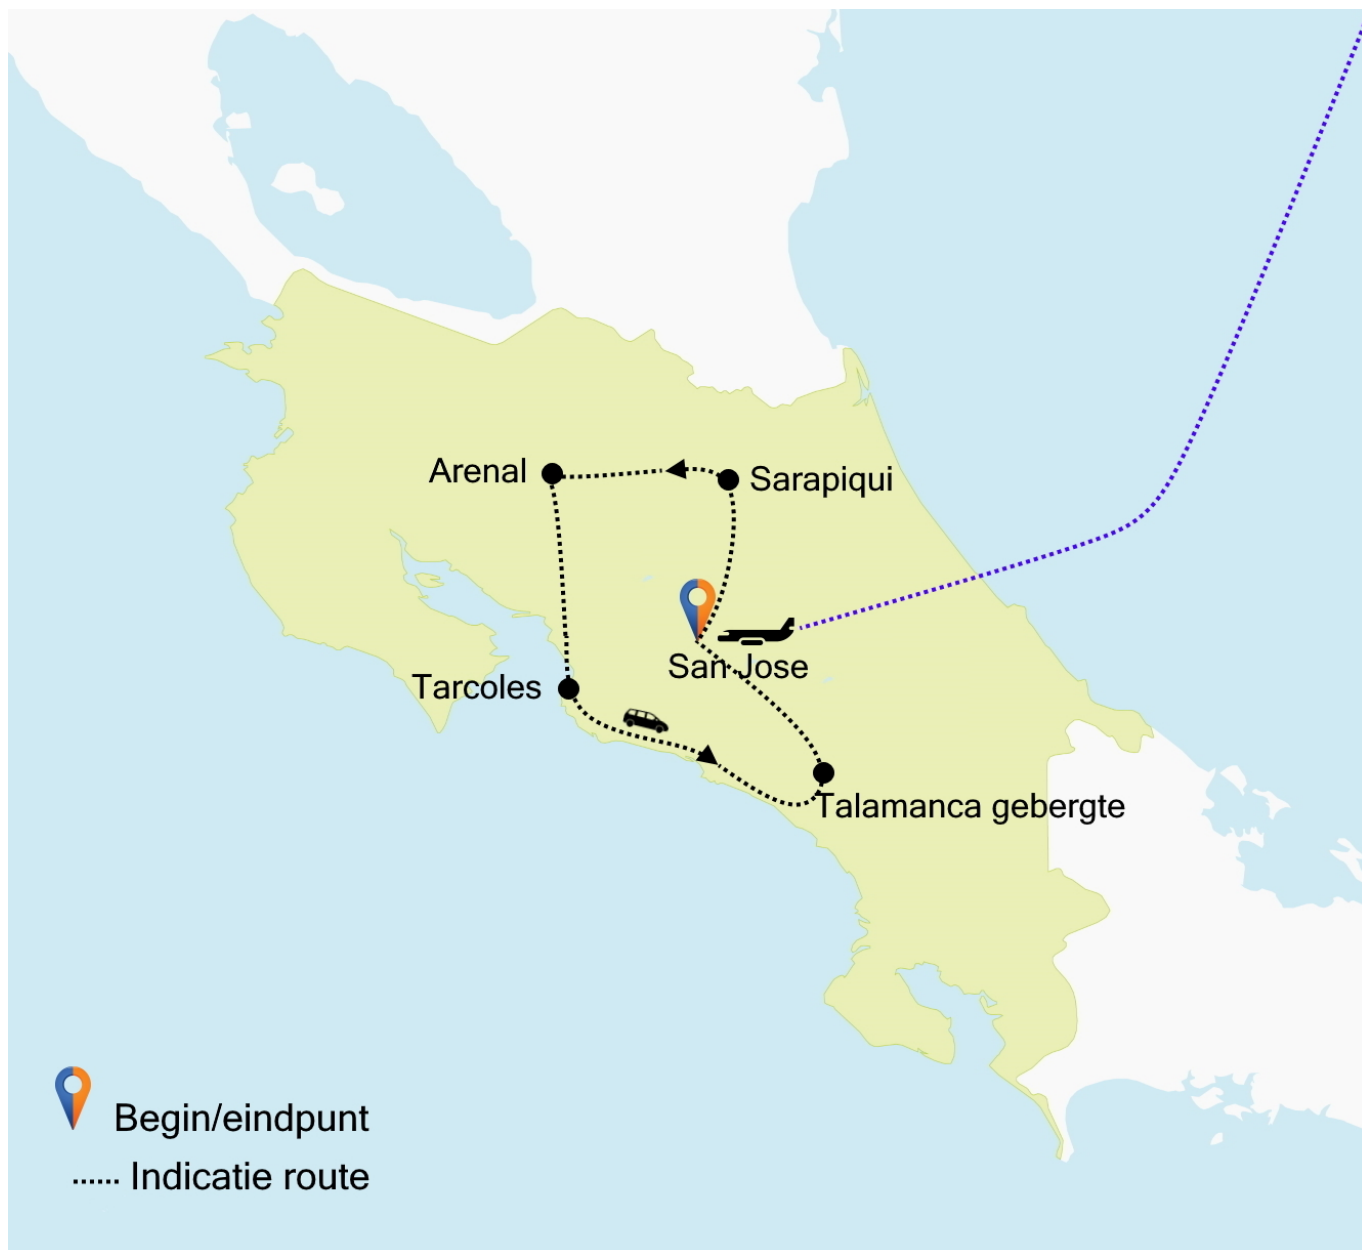 Arenal
Sarapiqui
San Jose
Tarcoles
Talamanca gebergte
Begin/eindpunt
Indicatie route